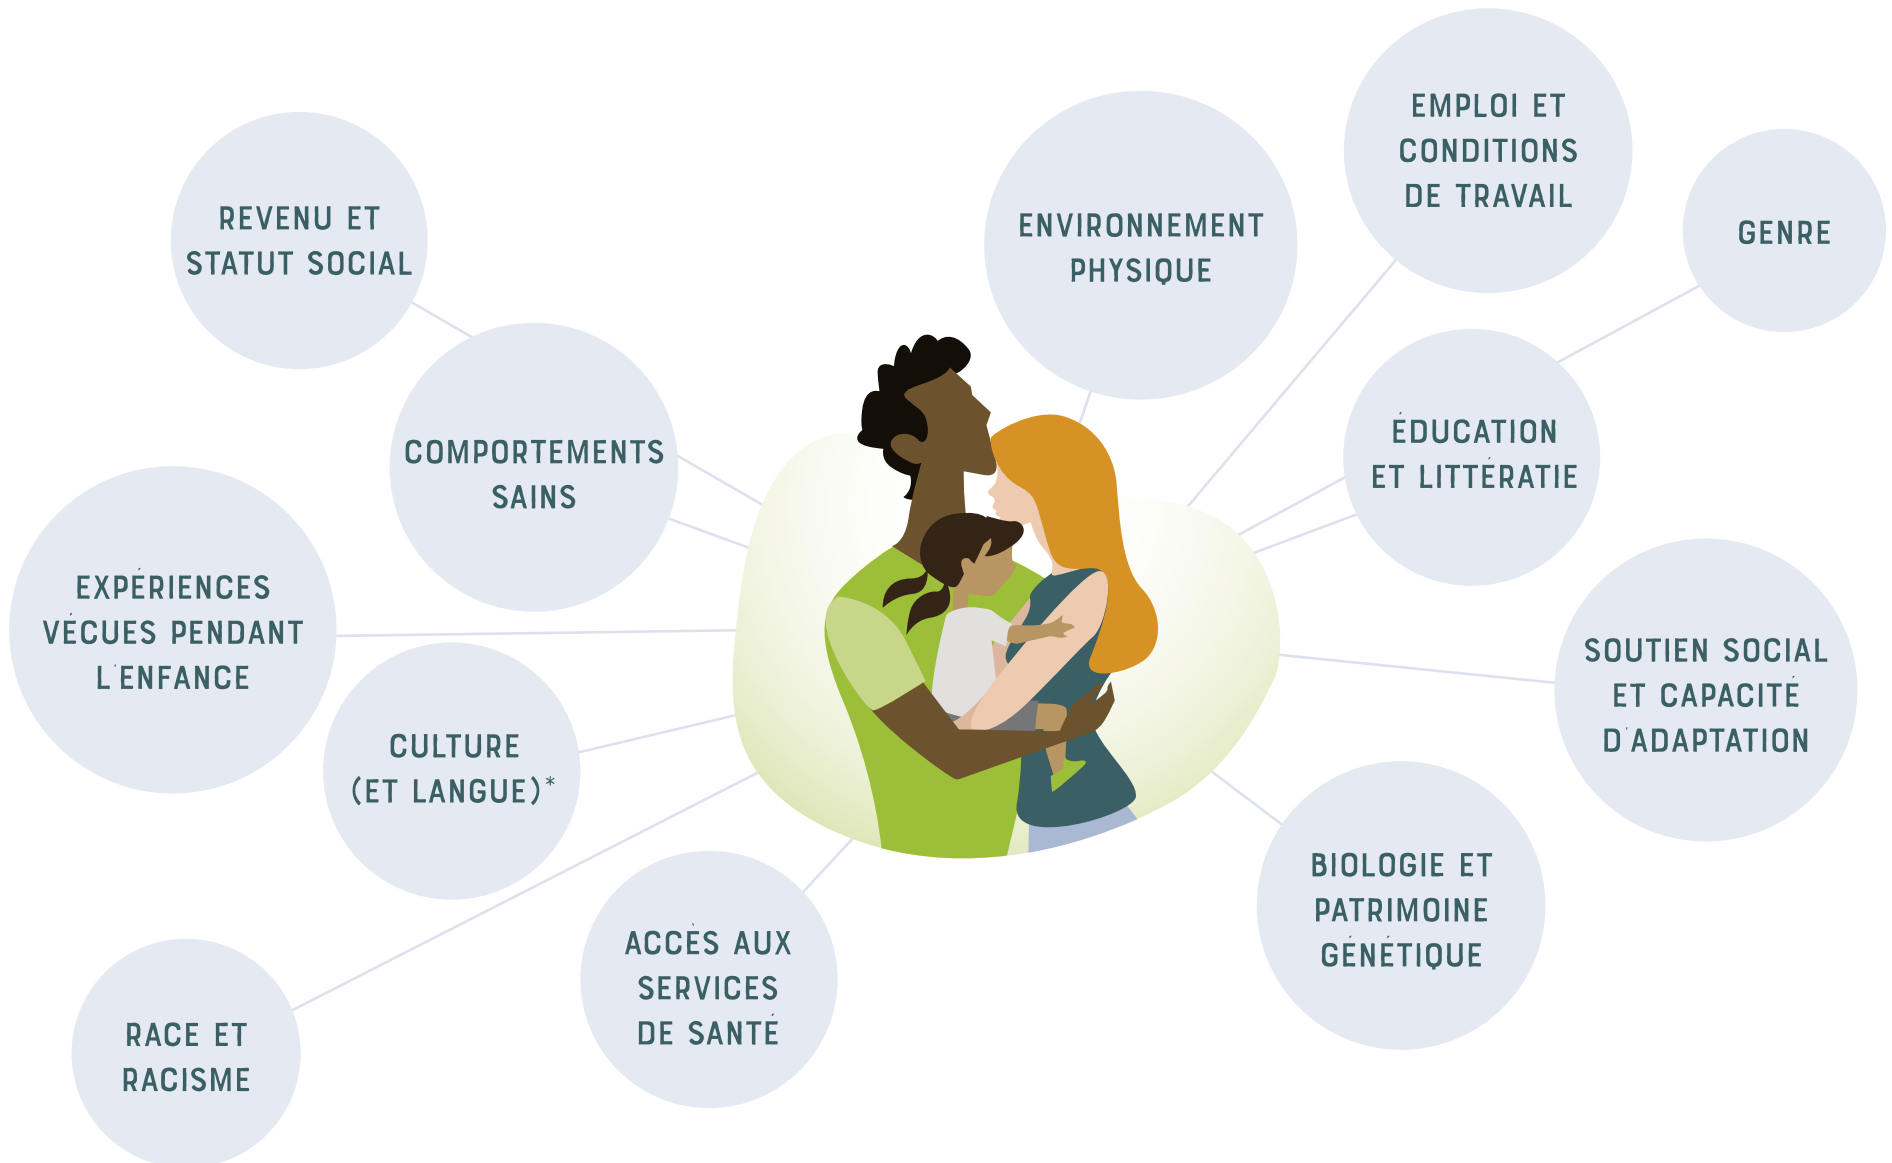 REVENU ET
STATUT SOCIAL
COMPORTEMENTS
SAINS
EXPÉRIENCES
VÉCUES PENDANT
L'ENFANCE
CULTURE
(ET LANGUE)*
RACE ET
RACISME
ACCÈS AUX
SERVICES
DE SANTÉ
ENVIRONNEMENT
PHYSIQUE
EMPLOI ET
CONDITIONS
DE TRAVAIL
GENRE
ÉDUCATION
ET LITTÉRATIE
SOUTIEN SOCIAL
ET CAPACITÉ
D'ADAPTATION
BIOLOGIE ET
PATRIMOINE
GÉNÉTIQUE